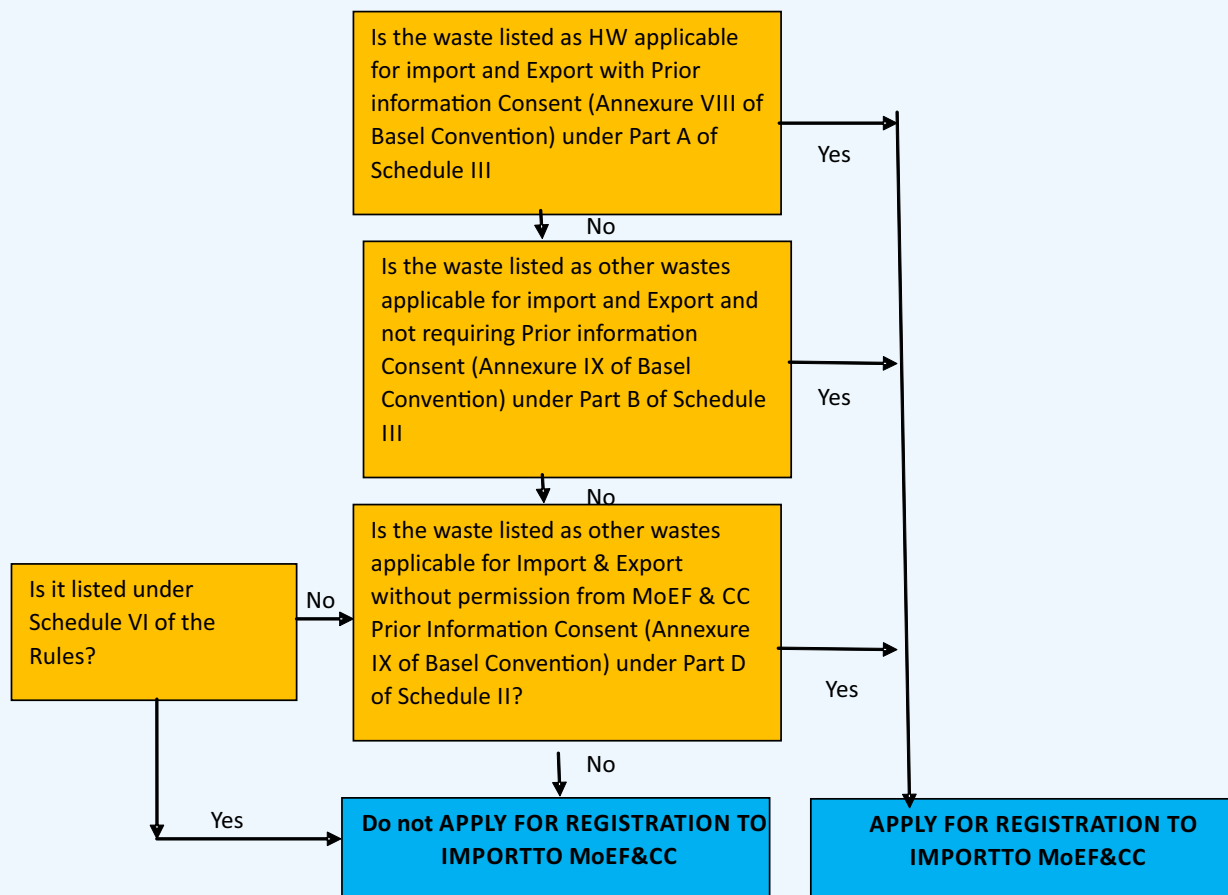 Is the waste listed as HW applicable
for import and Export with Prior
information Consent (Annexure VIII of
Basel Convention) under Part A of
Schedule III
Yes
No
Is the waste listed as other wastes
applicable for import and Export and
not requiring Prior information
Consent (Annexure IX of Basel
Convention) under Part B of Schedule
III
Yes
No
Is the waste listed as other wastes
applicable for Import & Export
without permission from MoEF & CC
Prior Information Consent (Annexure
IX of Basel Convention) under Part D
of Schedule II?
Is it listed under
Schedule VI of the
Rules?
No
Yes
No
Yes
Do not APPLY FOR REGISTRATION TO
IMPORTTO MoEF&CC
APPLY FOR REGISTRATION TO
IMPORTTO MoEF&CC